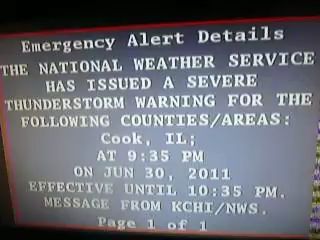 Emergency Alert Details
THE NATIONAL WEATHER SERVICE
HAS ISSUED A SEVERE
THUNDERSTORM WARNING FOR THE
FOLLOWING COUNTIES/AREAS:
Cook, IL;
AT 9:35 PM
ON JUN 30, 2011
EFFECTIVE UNTIL 10:35 PM.
MESSAGE FROM KCHI/NWS.
Page 1 of 1